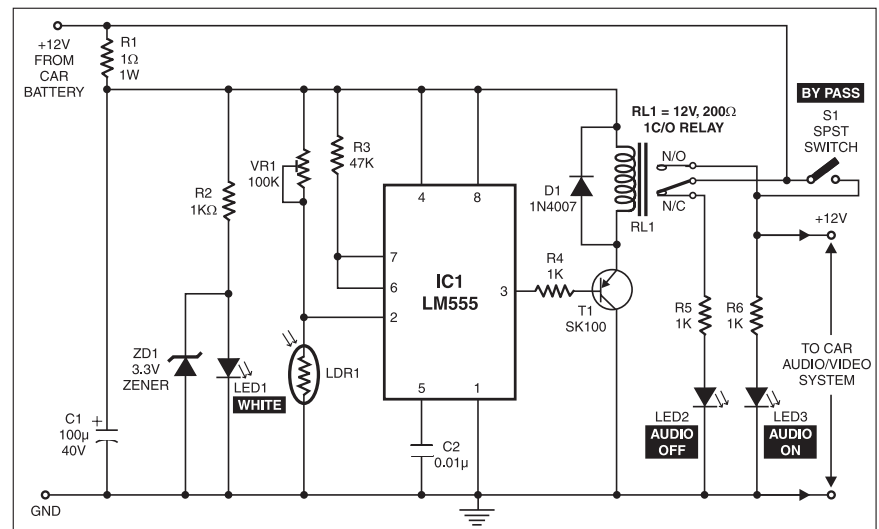 +12V
FROM
CAR
BATTERY
R1
1Ω
1W
R2
1KΩ
VR1
100K
R3
47K
4
8
7
6
2
3
5
1
IC1
LM555
RL1 = 12V, 200Ω
1C/O RELAY
D1
1N4007
N/O
N/C
RL1
BY PASS
S1
SPST
SWITCH
+12V
R4
1K
T1
SK100
R5
1K
R6
1K
TO CAR
AUDIO/VIDEO
SYSTEM
ZD1
3.3V
ZENER
LED1
WHITE
LDR1
C1
+
100µ
40V
C2
0.01µ
LED2
AUDIO
OFF
LED3
AUDIO
ON
GND